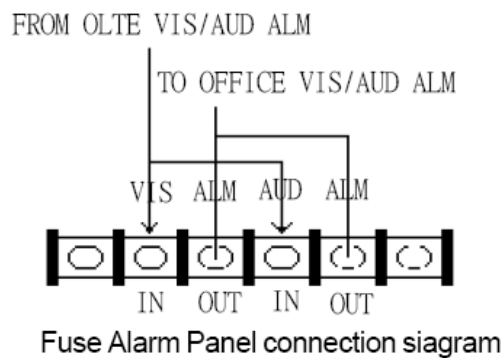 FROM OLTE VIS/AUD ALM
TO OFFICE VIS/AUD ALM
VIS ALM AUD ALM
IN OUT IN OUT
Fuse Alarm Panel connection siagram